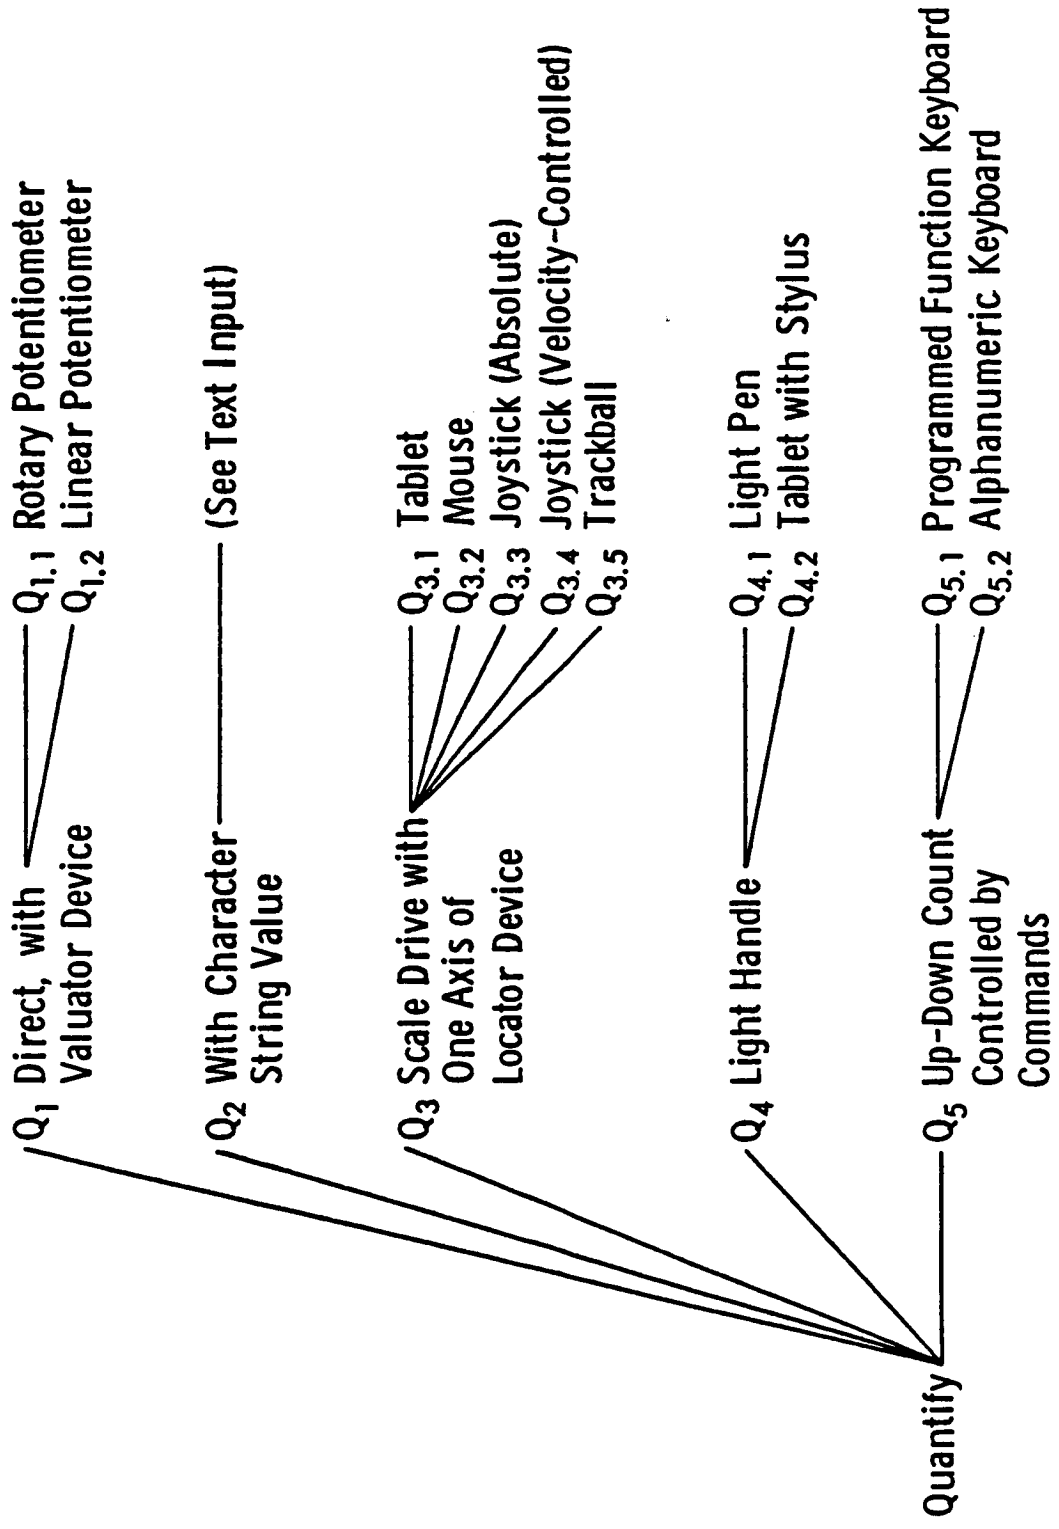 Quantify
Q1 Direct, with
Valuator Device
Q1.1 Rotary Potentiometer
Q1.2 Linear Potentiometer
Q2 With Character
String Value
(See Text Input)
Q3 Scale Drive with
One Axis of
Locator Device
Q3.1 Tablet
Q3.2 Mouse
Q3.3 Joystick (Absolute)
Q3.4 Joystick (Velocity-Controlled)
Q3.5 Trackball
Q4 Light Handle
Q4.1 Light Pen
Q4.2 Tablet with Stylus
Q5 Up-Down Count
Controlled by
Commands
Q5.1 Programmed Function Keyboard
Q5.2 Alphanumeric Keyboard